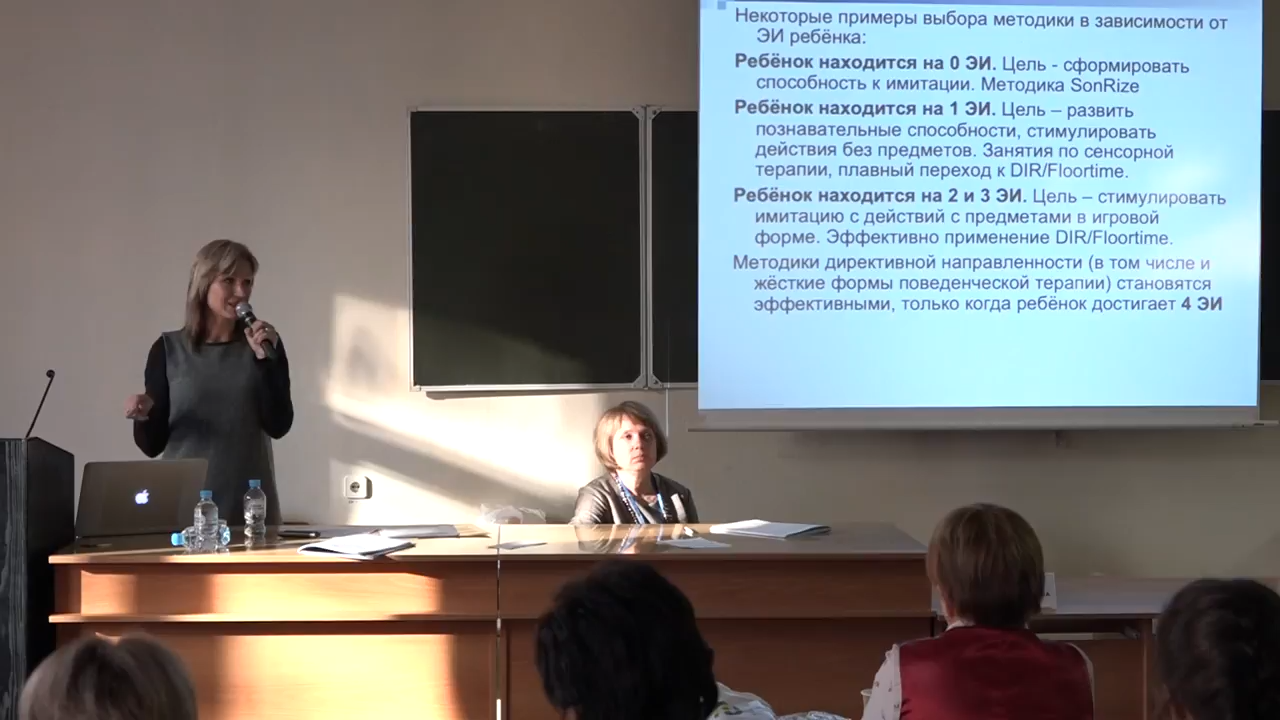 Некоторые примеры выбора методики в зависимости от
ЭИ ребёнка:
Ребёнок находится на 0 ЭИ. Цель - сформировать
способность к имитации. Методика SonRize
Ребёнок находится на 1 ЭИ. Цель – развить
познавательные способности, стимулировать
действия без предметов. Занятия по сенсорной
терапии, плавный переход к DIR/Floortime.
Ребёнок находится на 2 и 3 ЭИ. Цель – стимулировать
имитацию с действий с предметами в игровой
форме. Эффективно применение DIR/Floortime.
Методики директивной направленности (в том числе и
жёсткие формы поведенческой терапии) становятся
эффективными, только когда ребёнок достигает 4 ЭИ